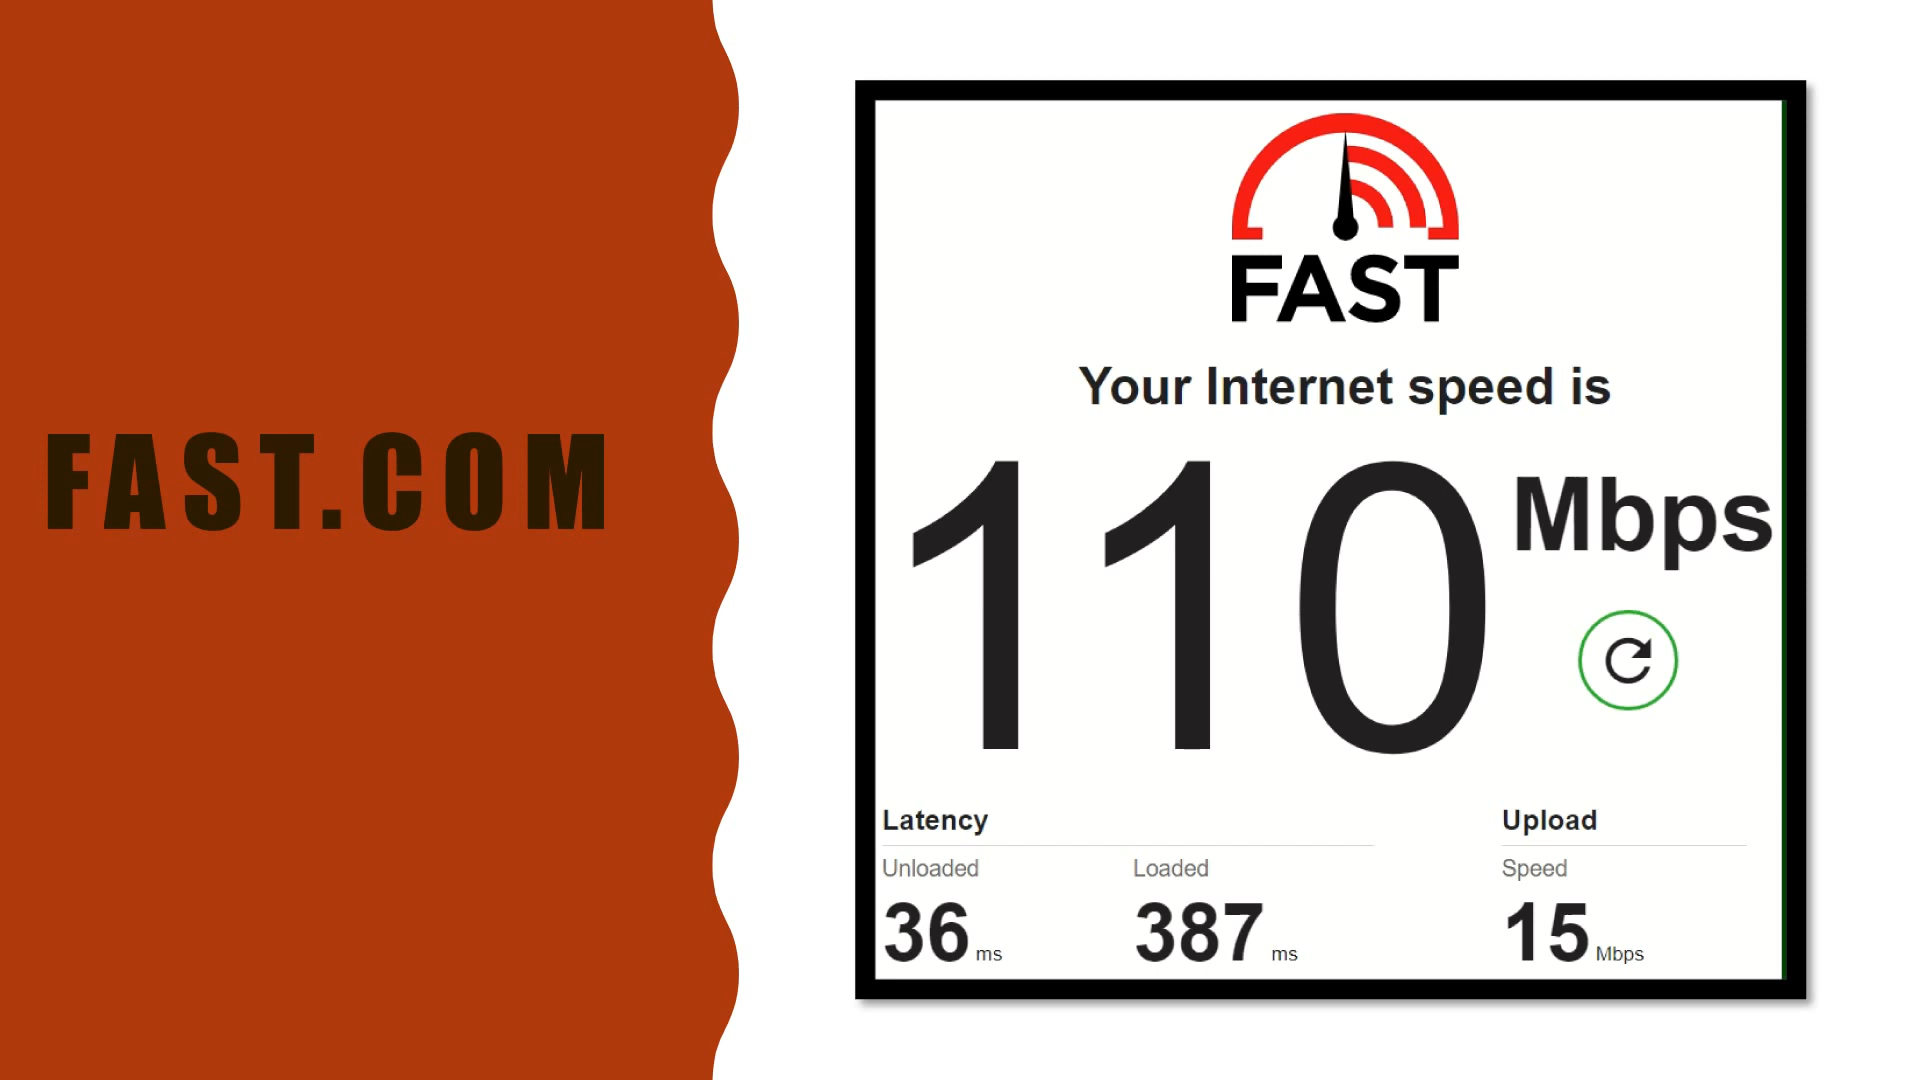 FAST.COM
FAST
Your Internet speed is
110 Mbps
Latency
Upload
Unloaded
Loaded
Speed
36 ms
387 ms
15 Mbps